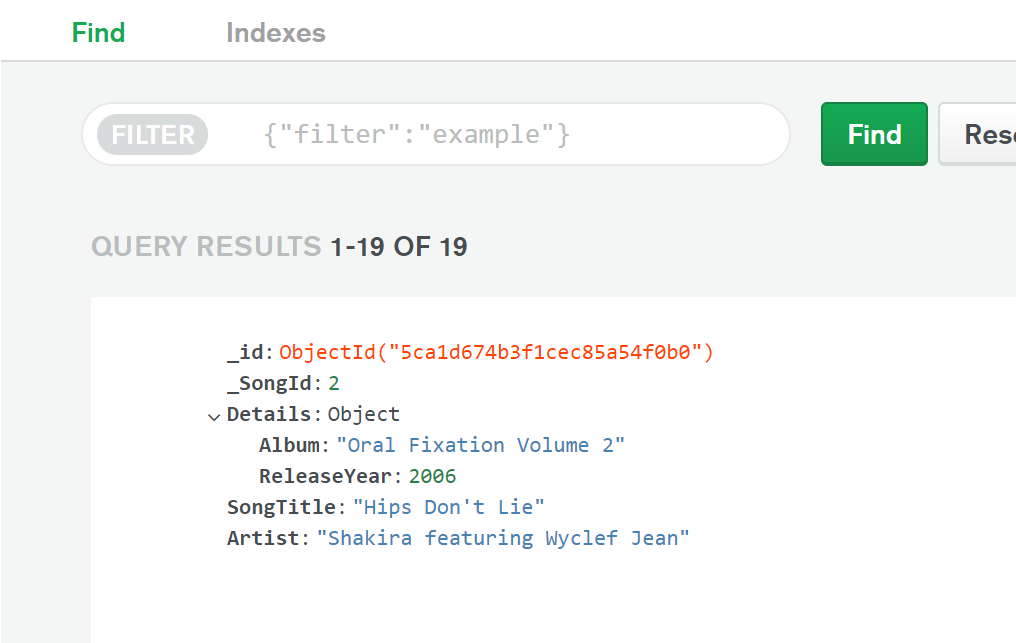 Find Indexes
FILTER {"filter":"example"} Find Res
QUERY RESULTS 1-19 OF 19
_id: ObjectId("5ca1d674b3f1cec85a54f0b0")
_SongId: 2
Details: Object
Album: "Oral Fixation Volume 2"
ReleaseYear: 2006
SongTitle: "Hips Don't Lie"
Artist: "Shakira featuring Wyclef Jean"